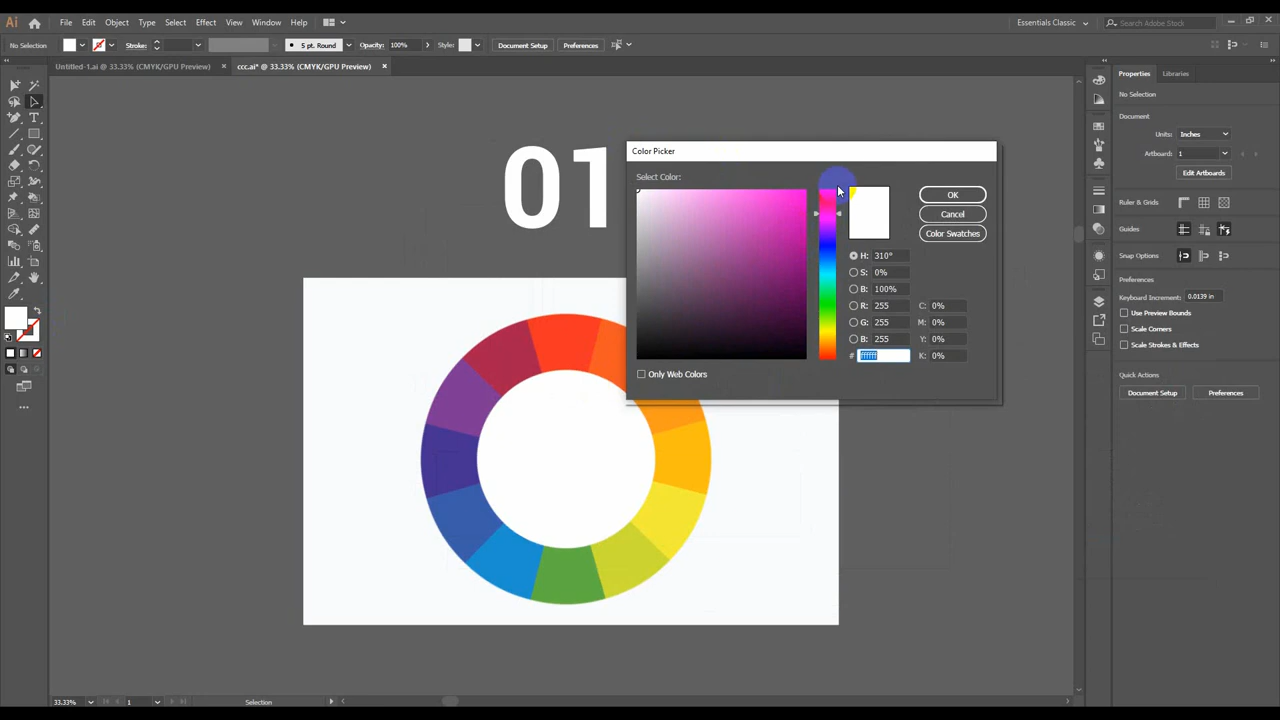 Ai File Edit Object Type Select Effect View Window Help Essentials Classic Search Adobe Stock
No Selection Stroke: 5 pt. Round Opacity: 100% Style: Document Setup Preferences
Untitled-1.ai @ 33.33% (CMYK/GPU Preview) × ccc.ai* @ 33.33% (CMYK/GPU Preview) ×
01
Color Picker
Select Color:
OK
Cancel
Color Swatches
H: 310°
S: 0%
B: 100%
R: 255 C: 0%
G: 255 M: 0%
B: 255 Y: 0%
# ffffff K: 0%
Only Web Colors
Properties Libraries
No Selection
Document
Units: Inches
Artboard: 1
Edit Artboards
Ruler & Grids
Guides
Snap Options
Preferences
Keyboard Increment: 0.0139 in
Use Preview Bounds
Scale Corners
Scale Strokes & Effects
Quick Actions
Document Setup Preferences
33.33% 1 Selection